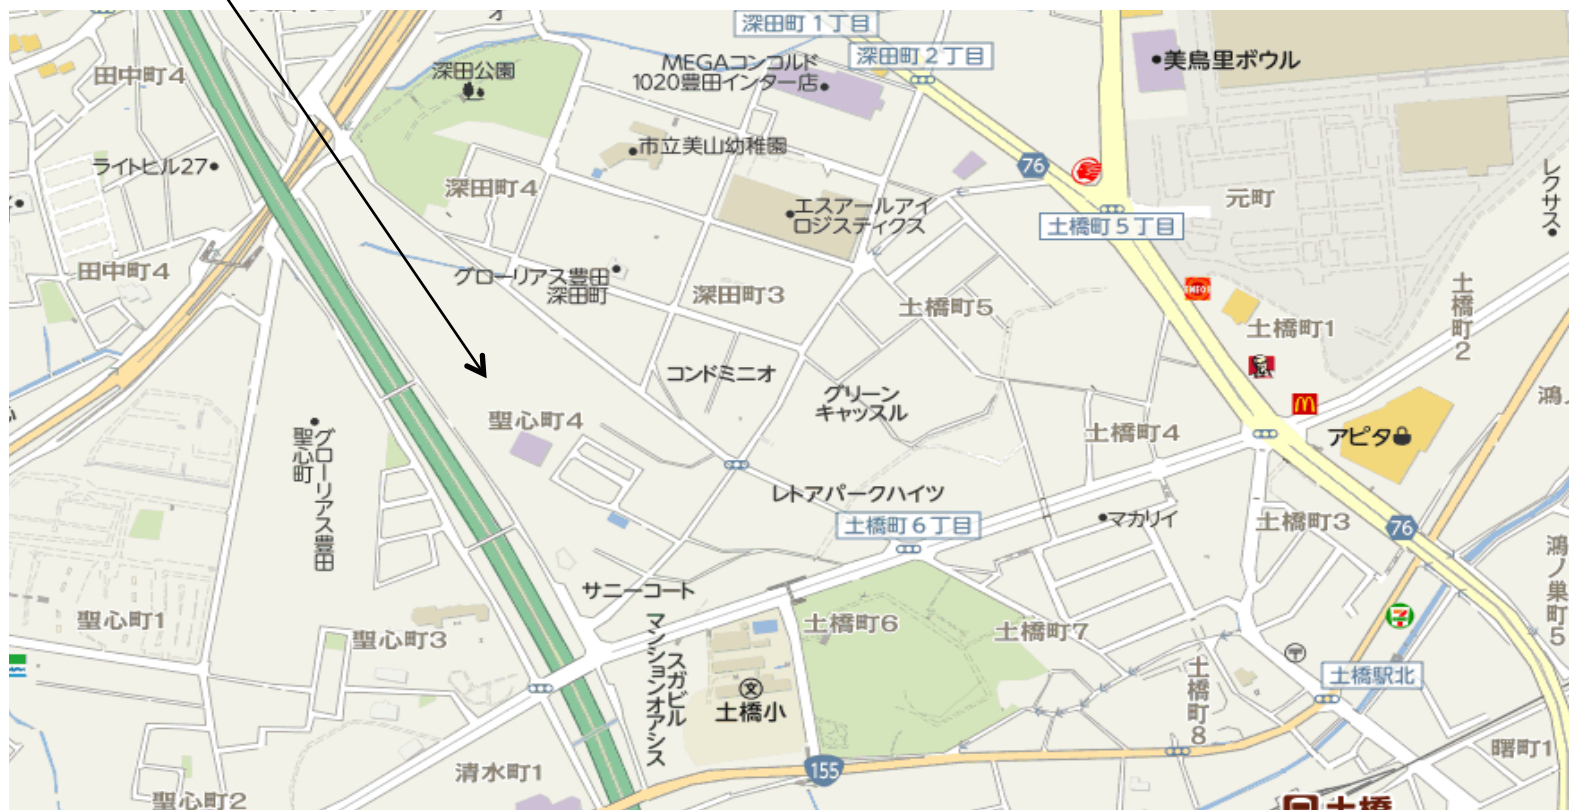 深田町1丁目
深田町2丁目
MEGAコンコルド
1020豊田インター店
美鳥里ボウル
田中町4
深田公園
市立美山幼稚園
ライトヒル27
深田町4
76
元町
レクサス
エスアールアイ
ロジスティクス
土橋町5丁目
田中町4
グローリアス豊田
深田町
深田町3
土橋町5
ENEOS
土橋町1
土橋町2
コンドミニオ
グリーン
キャッスル
聖心町4
土橋町4
アピタ
グローリアス豊田
聖心町
レトアパークハイツ
土橋町6丁目
マカリイ
土橋町3
76
鴻ノ巣町5
サニーコート
聖心町1
聖心町3
土橋町6
土橋町7
7
スガビル
マンションオアシス
文
土橋小
土橋町8
土橋駅北
155
清水町1
曙町1
聖心町2
土橋